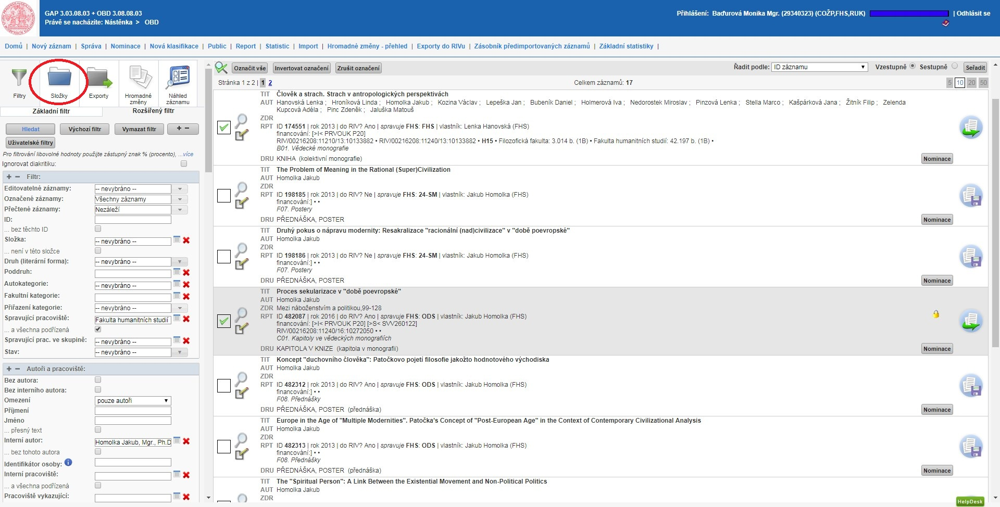 GAP 3.03.08.03 + OBD 3.08.08.03
Právě se nacházíte: Nástěnka > OBD
Přihlášení: Baďurová Monika Mgr. (29340323) (COŽP,FHS,RUK) | Odhlásit se
Domů | Nový záznam | Správa | Nominace | Nová klasifikace | Public | Report | Statistic | Import | Hromadné změny - přehled | Exporty do RIVu | Zásobník předimportovaných záznamů | Základní statistiky |
Filtry
Složky
Exporty
Hromadné změny
Náhled záznamu
Základní filtr
Rozšířený filtr
Hledat
Výchozí filtr
Vymazat filtr
+ −
Uživatelské filtry
Pro filtrování libovolné hodnoty použijte zástupný znak % (procento), ...více
Ignorovat diakritiku:
+ − Filtr:
Editovatelné záznamy: -- nevybráno --
Označené záznamy: Všechny záznamy
Přečtené záznamy: Nezáleží
ID:
... bez těchto ID
Složka: -- nevybráno --
... není v této složce
Druh (literární forma): -- nevybráno --
Poddruh:
Autokategorie: -- nevybráno --
Fakultní kategorie:
Přiřazení kategorie: -- nevybráno --
Spravující pracoviště: Fakulta humanitních studií
... a všechna podřízená
Spravující prac. ve skupině: -- nevybráno --
Stav: -- nevybráno --
+ − Autoři a pracoviště:
Bez autora:
Bez interního autora:
Omezení pouze autoři
Příjmení
Jméno
... přesný text
Interní autor: Homolka Jakub, Mgr., Ph.D
... bez tohoto autora
Identifikátor osoby:
Interní pracoviště:
... a všechna podřízená
Pracoviště vykazující:
Označit vše
Invertovat označení
Zrušit označení
Řadit podle: ID záznamu Vzestupně Sestupně Seřadit
Stránka 1 z 2 | 1 2
Celkem záznamů: 17
5 10 20 50
TIT Člověk a strach. Strach v antropologických perspektivách
AUT Hanovská Lenka ; Hroníková Linda ; Homolka Jakub ; Kozina Václav ; Lepeška Jan ; Bubeník Daniel ; Holmerová Iva ; Nedorostek Miroslav ; Pinzová Lenka ; Stella Marco ; Kašpárková Jana ; Žitník Filip ; Zelenda
Kupcová Adéla ; Pinc Zdeněk ; Jaluška Matouš
ZDR
RPT ID 174551 | rok 2013 | do RIV? Ano | spravuje FHS: FHS | vlastník: Lenka Hanovská (FHS)
financování: [>I< PRVOUK P20]
RIV/00216208:11210/13:10133882 • RIV/00216208:11240/13:10133882 • H15 • Filozofická fakulta: 3.014 b. (1B) • Fakulta humanitních studií: 42.197 b. (1B) •
B01. Vědecké monografie
DRU KNIHA (kolektivní monografie)
Nominace
TIT The Problem of Meaning in the Rational (Super)Civilization
AUT Homolka Jakub
ZDR
RPT ID 198185 | rok 2013 | do RIV? Ne | spravuje FHS: 24-SM | vlastník: Jakub Homolka (FHS)
financování:] • •
F07. Postery
DRU PŘEDNÁŠKA, POSTER
Nominace
TIT Druhý pokus o nápravu modernity: Resakralizace "racionální (nad)civilizace" v "době poevropské"
AUT Homolka Jakub
ZDR
RPT ID 198186 | rok 2013 | do RIV? Ne | spravuje FHS: 24-SM | vlastník: Jakub Homolka (FHS)
financování:] • •
F07. Postery
DRU PŘEDNÁŠKA, POSTER
Nominace
TIT Proces sekularizace v "době poevropské"
AUT Homolka Jakub
ZDR Mezi náboženstvím a politikou,99-128
RPT ID 482087 | rok 2016 | do RIV? Ano | spravuje FHS: ODS | vlastník: Jakub Homolka (FHS)
financování: [>I< PRVOUK P20] [>S< SVV260122]
RIV/00216208:11240/16:10272050 • •
C01. Kapitoly ve vědeckých monografiích
DRU KAPITOLA V KNIZE (kapitola v monografii)
Nominace
TIT Koncept "duchovního člověka": Patočkovo pojetí filosofie jakožto hodnotového východiska
AUT Homolka Jakub
ZDR
RPT ID 482312 | rok 2013 | do RIV? Ano | spravuje FHS: ODS | vlastník: Jakub Homolka (FHS)
financování:] • •
F08. Přednášky
DRU PŘEDNÁŠKA, POSTER (přednáška)
Nominace
TIT Europe in the Age of "Multiple Modernities". Patočka's Concept of "Post-European Age" in the Context of Contemporary Civilizational Analysis
AUT Homolka Jakub
ZDR
RPT ID 482313 | rok 2013 | do RIV? Ano | spravuje FHS: ODS | vlastník: Jakub Homolka (FHS)
financování:] • •
F08. Přednášky
DRU PŘEDNÁŠKA, POSTER (přednáška)
Nominace
TIT The "Spiritual Person": A Link Between the Existential Movement and Non-Political Politics
AUT Homolka Jakub
ZDR
HelpDesk